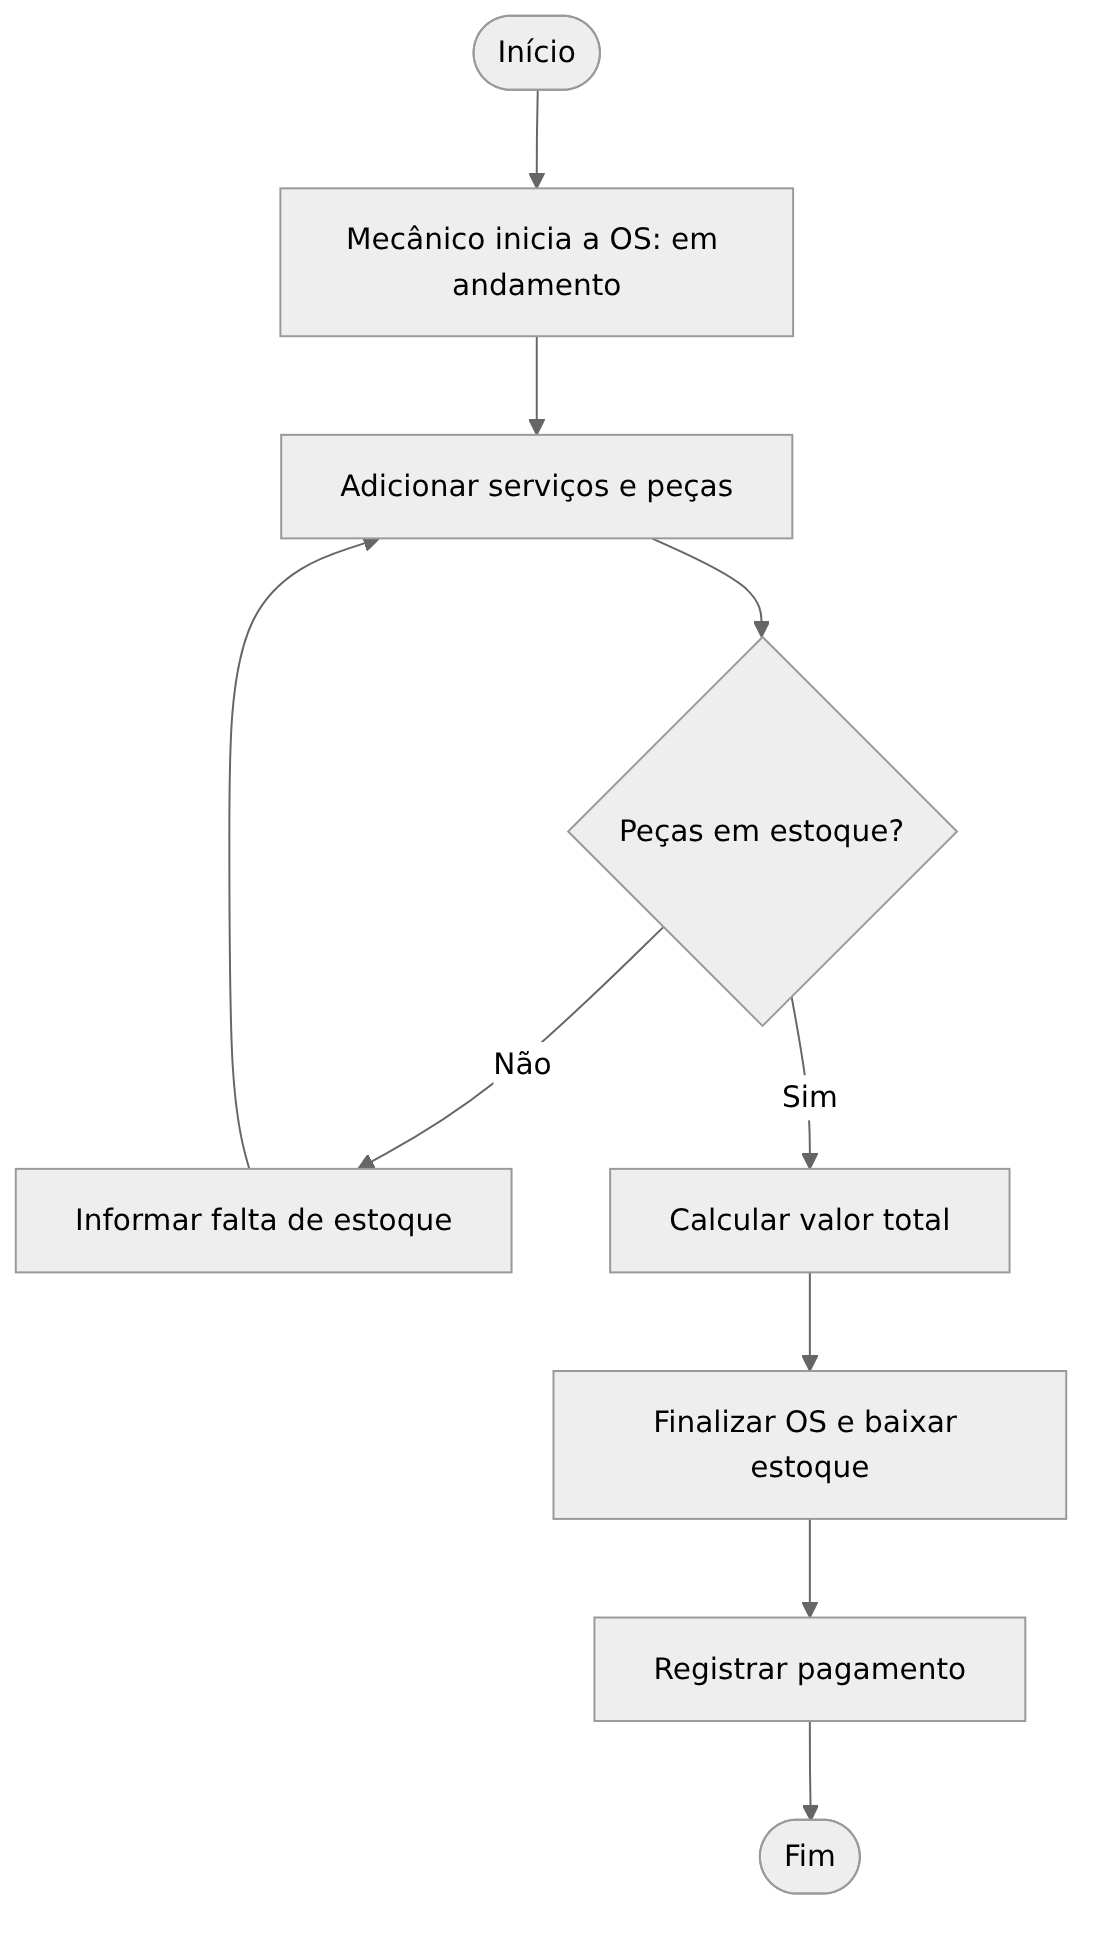 Início
Mecânico inicia a OS: em
andamento
Adicionar serviços e peças
Peças em estoque?
Não
Sim
Informar falta de estoque
Calcular valor total
Finalizar OS e baixar
estoque
Registrar pagamento
Fim